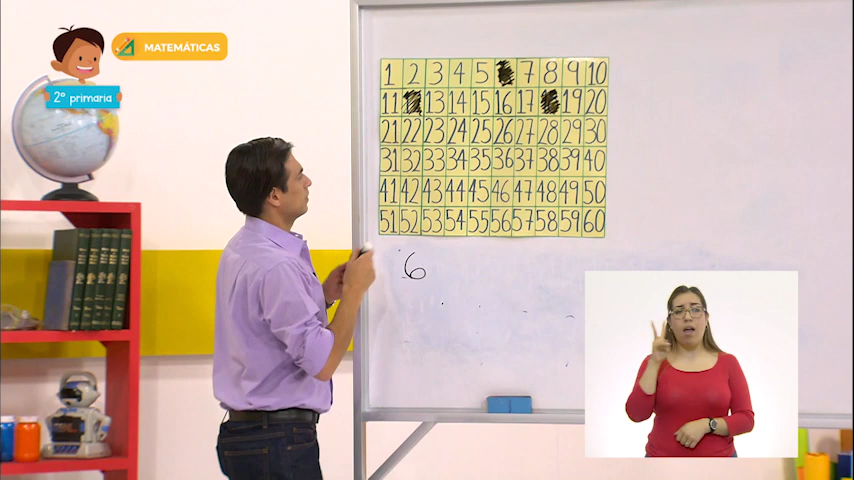 MATEMÁTICAS
2° primaria
1 2 3 4 5 7 8 9 10
11 13 14 15 16 17 19 20
21 22 23 24 25 26 27 28 29 30
31 32 33 34 35 36 37 38 39 40
41 42 43 44 45 46 47 48 49 50
51 52 53 54 55 56 57 58 59 60
6